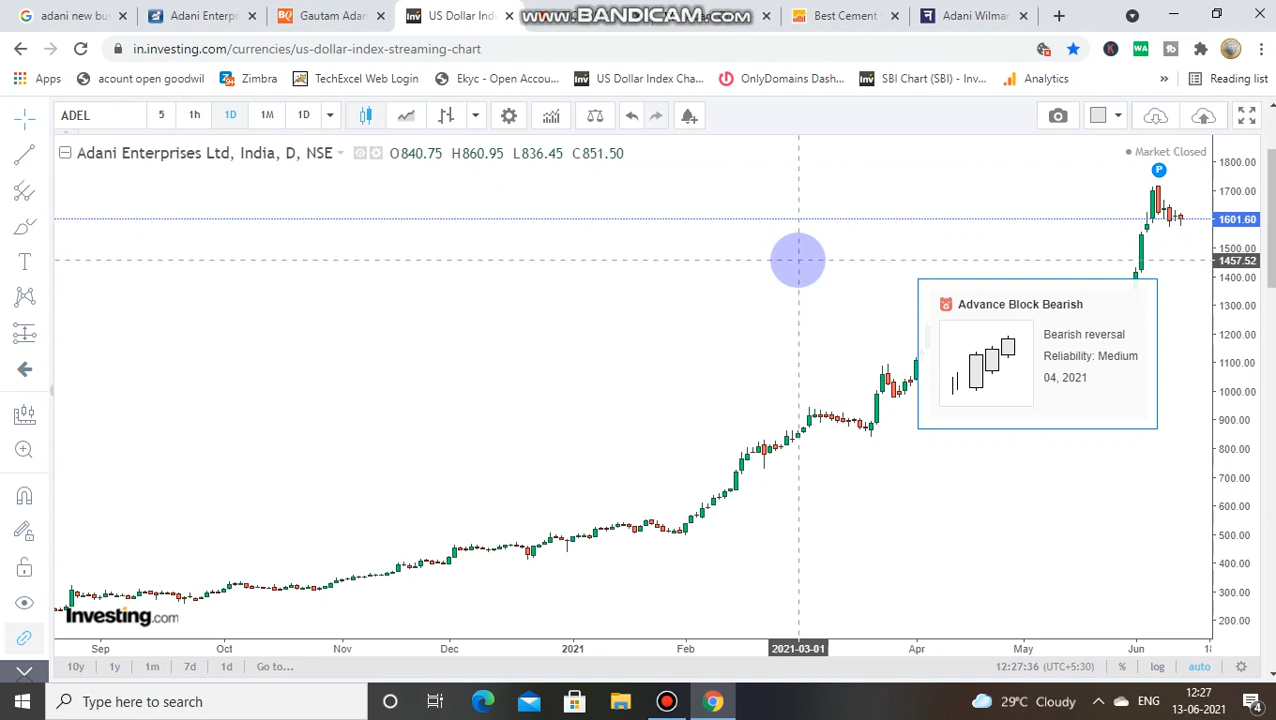 adani new
Adani Enterpr
Gautam Adani
US Dollar Ind
WWW.BANDICAM.COM
Best Cement S
Adani Wilmar
in.investing.com/currencies/us-dollar-index-streaming-chart
Apps
acount open goodwil
Zimbra
TechExcel Web Login
Ekyc - Open Accou...
US Dollar Index Cha...
OnlyDomains Dash...
SBI Chart (SBI) - Inv...
Analytics
»
Reading list
ADEL
5
1h
1D
1M
1D
Adani Enterprises Ltd, India, D, NSE
O840.75 H860.95 L836.45 C851.50
Market Closed
P
1800.00
1700.00
1601.60
1500.00
1457.52
1400.00
1300.00
1200.00
1100.00
1000.00
900.00
800.00
700.00
600.00
500.00
400.00
300.00
200.00
Advance Block Bearish
Bearish reversal
Reliability: Medium
04, 2021
Investing.com
Sep
Oct
Nov
Dec
2021
Feb
2021-03-01
Apr
May
Jun
10y
1y
1m
7d
1d
Go to...
12:27:36 (UTC+5:30)
%
log
auto
Type here to search
29°C Cloudy
ENG
12:27
13-06-2021
4